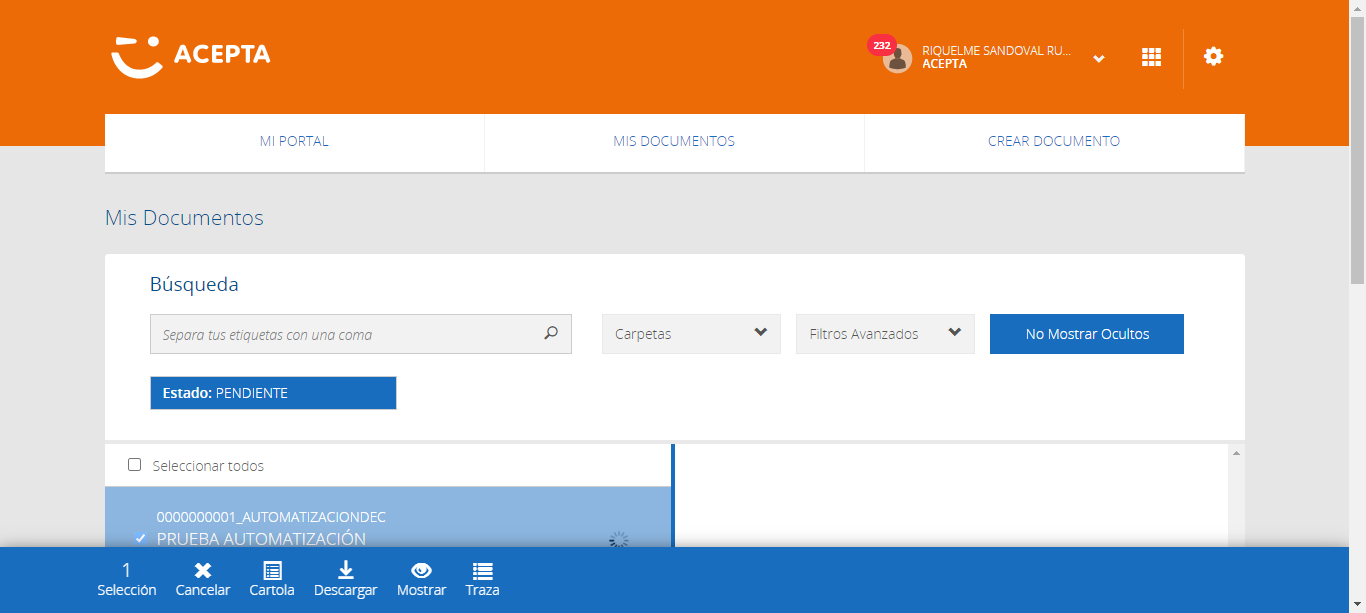 ACEPTA
232
RIQUELME SANDOVAL RU...
ACEPTA
MI PORTAL
MIS DOCUMENTOS
CREAR DOCUMENTO
Mis Documentos
Búsqueda
Separa tus etiquetas con una coma
Carpetas
Filtros Avanzados
No Mostrar Ocultos
Estado: PENDIENTE
Seleccionar todos
0000000001_AUTOMATIZACIONDEC
PRUEBA AUTOMATIZACIÓN
1
Selección
Cancelar
Cartola
Descargar
Mostrar
Traza